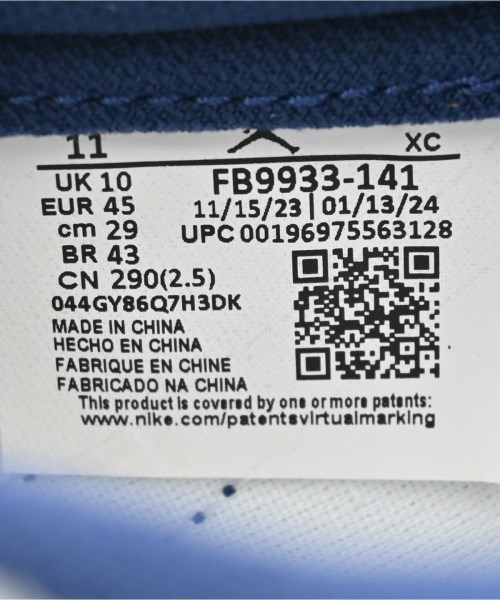 11 XC
UK 10 FB9933-141
EUR 45 11/15/23 | 01/13/24
cm 29 UPC 00196975563128
BR 43
CN 290(2.5)
044GY86Q7H3DK
MADE IN CHINA
HECHO EN CHINA
FABRIQUE EN CHINE
FABRICADO NA CHINA
This product is covered by one or more patents:
www.nike.com/patentsvirtualmarking